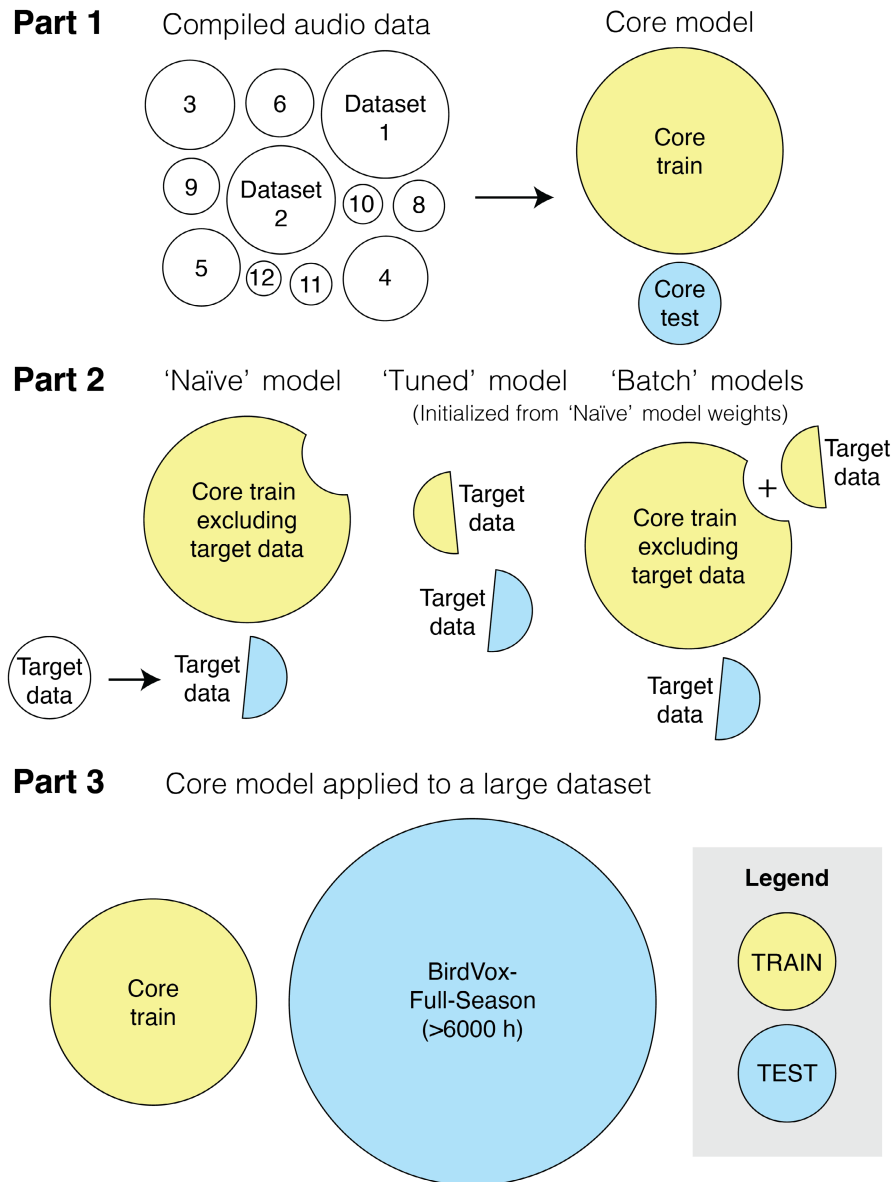 Part 1
Compiled audio data
Core model
3
6
Dataset
1
9
Dataset
2
10
8
5
12
11
4
Core
train
Core
test
Part 2
‘Naïve’ model
‘Tuned’ model
‘Batch’ models
(Initialized from ‘Naïve’ model weights)
Core train
excluding
target data
Target
data
Target
data
Target
data
Target
data
Core train
excluding
target data
+
Target
data
Target
data
Part 3
Core model applied to a large dataset
Core
train
BirdVox-
Full-Season
(>6000 h)
Legend
TRAIN
TEST